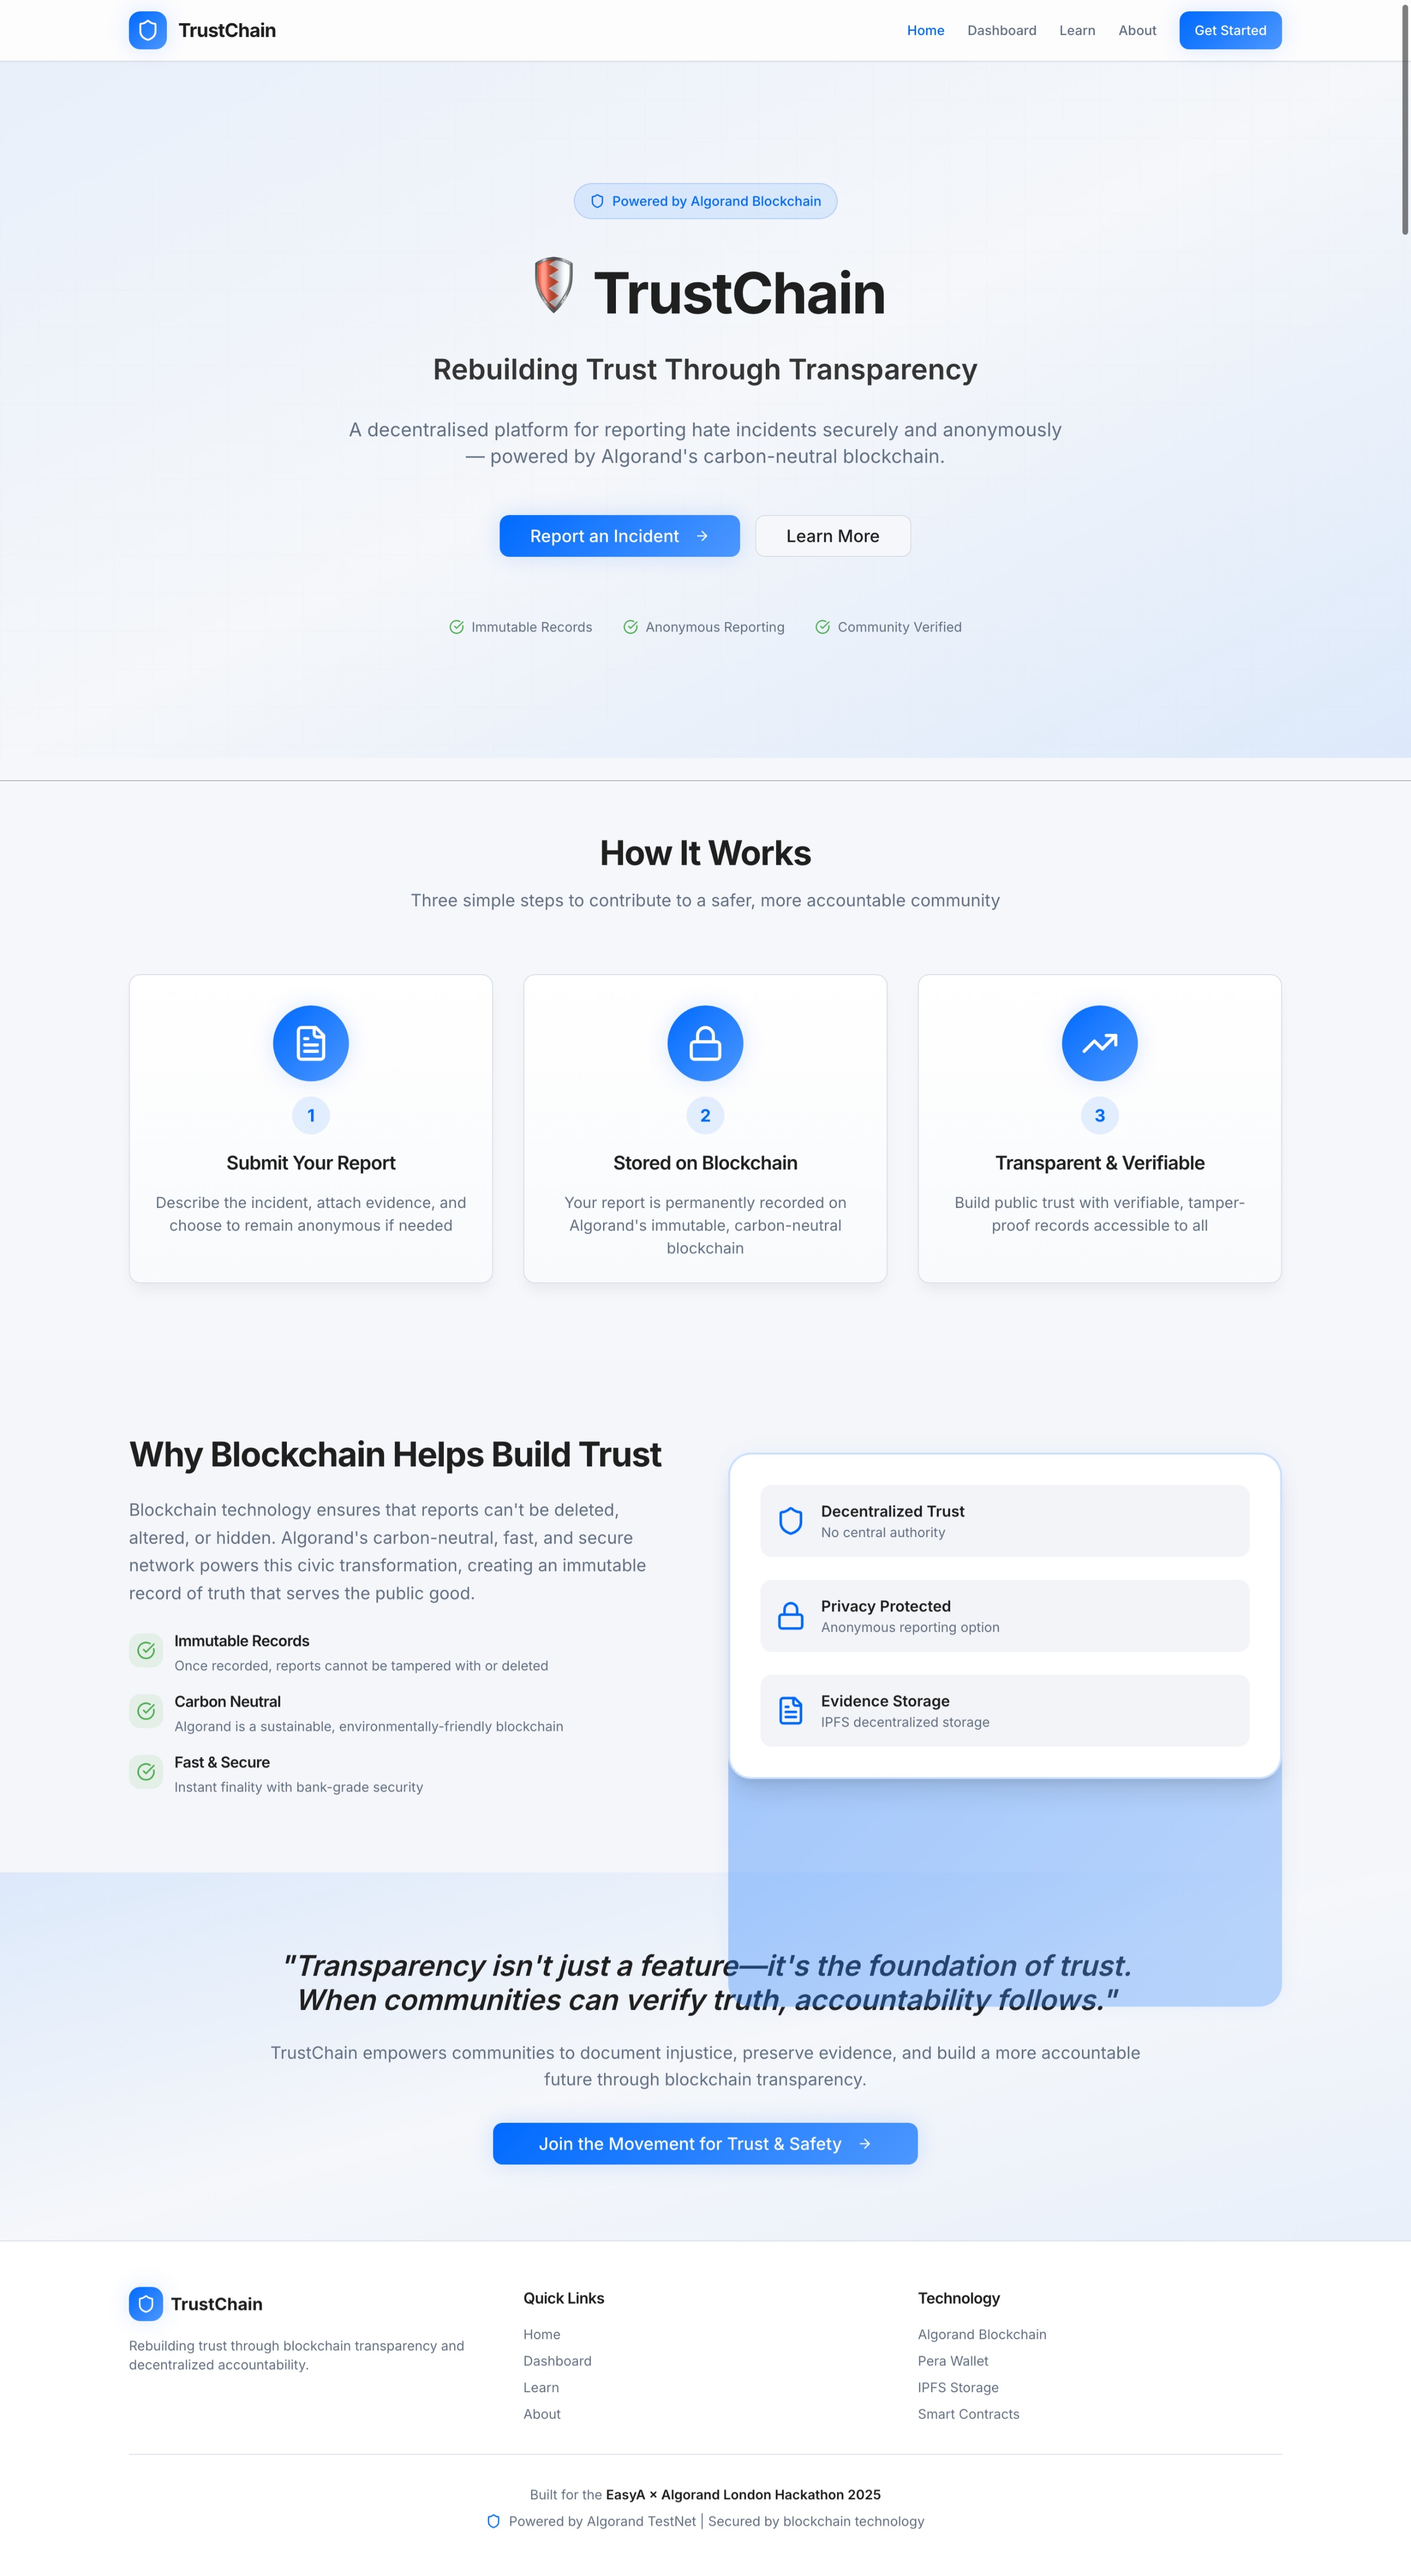 TrustChain
Home
Dashboard
Learn
About
Get Started
Powered by Algorand Blockchain
TrustChain
Rebuilding Trust Through Transparency
A decentralised platform for reporting hate incidents securely and anonymously
— powered by Algorand's carbon-neutral blockchain.
Report an Incident
Learn More
Immutable Records
Anonymous Reporting
Community Verified
How It Works
Three simple steps to contribute to a safer, more accountable community
1
Submit Your Report
Describe the incident, attach evidence, and
choose to remain anonymous if needed
2
Stored on Blockchain
Your report is permanently recorded on
Algorand's immutable, carbon-neutral
blockchain
3
Transparent & Verifiable
Build public trust with verifiable, tamper-
proof records accessible to all
Why Blockchain Helps Build Trust
Blockchain technology ensures that reports can't be deleted,
altered, or hidden. Algorand's carbon-neutral, fast, and secure
network powers this civic transformation, creating an immutable
record of truth that serves the public good.
Immutable Records
Once recorded, reports cannot be tampered with or deleted
Carbon Neutral
Algorand is a sustainable, environmentally-friendly blockchain
Fast & Secure
Instant finality with bank-grade security
Decentralized Trust
No central authority
Privacy Protected
Anonymous reporting option
Evidence Storage
IPFS decentralized storage
"Transparency isn't just a feature—it's the foundation of trust.
When communities can verify truth, accountability follows."
TrustChain empowers communities to document injustice, preserve evidence, and build a more accountable
future through blockchain transparency.
Join the Movement for Trust & Safety
TrustChain
Rebuilding trust through blockchain transparency and
decentralized accountability.
Quick Links
Home
Dashboard
Learn
About
Technology
Algorand Blockchain
Pera Wallet
IPFS Storage
Smart Contracts
Built for the EasyA × Algorand London Hackathon 2025
Powered by Algorand TestNet | Secured by blockchain technology